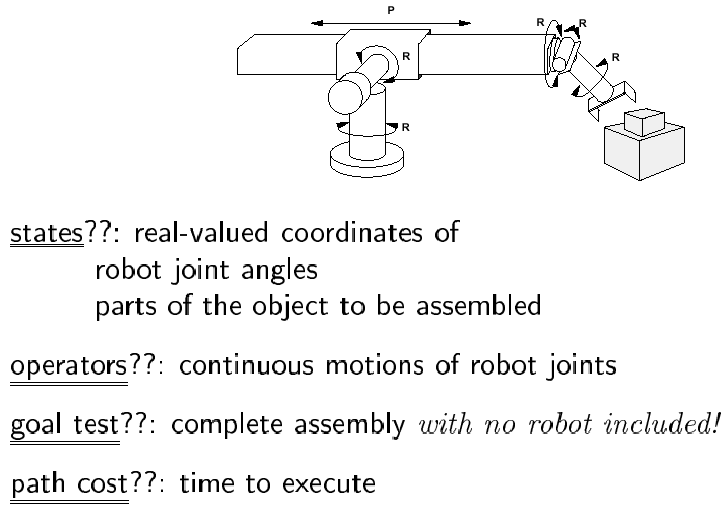 P
R
R
R
R
R
states??: real-valued coordinates of
robot joint angles
parts of the object to be assembled
operators??: continuous motions of robot joints
goal test??: complete assembly with no robot included!
path cost??: time to execute